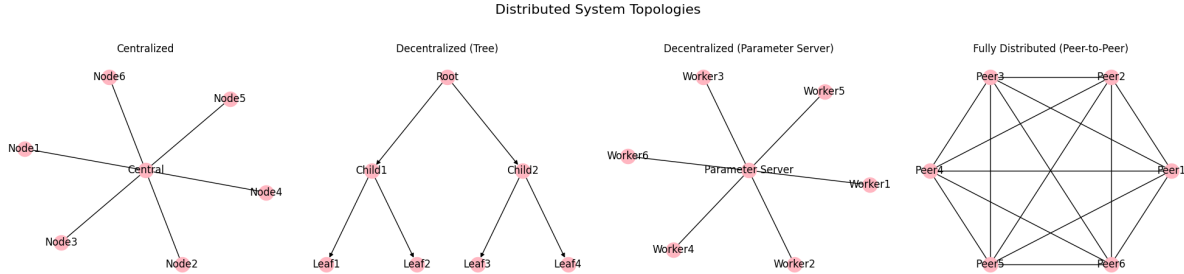 Distributed System Topologies
Centralized
Node6
Node5
Node1
Central
Node4
Node3
Node2
Decentralized (Tree)
Root
Child1
Child2
Leaf1
Leaf2
Leaf3
Leaf4
Decentralized (Parameter Server)
Worker3
Worker5
Worker6
Parameter Server
Worker1
Worker4
Worker2
Fully Distributed (Peer-to-Peer)
Peer3
Peer2
Peer4
Peer1
Peer5
Peer6